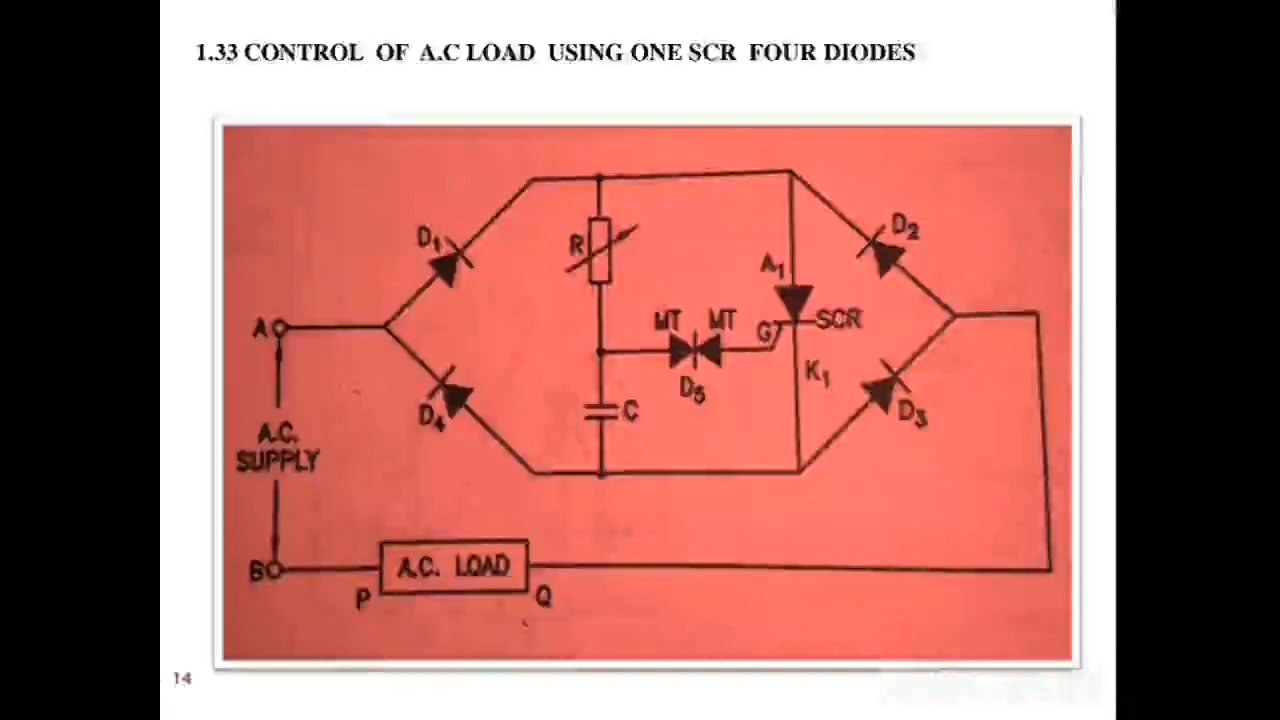 1.33 CONTROL OF A.C LOAD USING ONE SCR FOUR DIODES
D1
D2
R
A1
A
MT MT
G
SCR
D5
K1
D4
C
D3
A.C.
SUPPLY
B
A.C. LOAD
P
Q
14